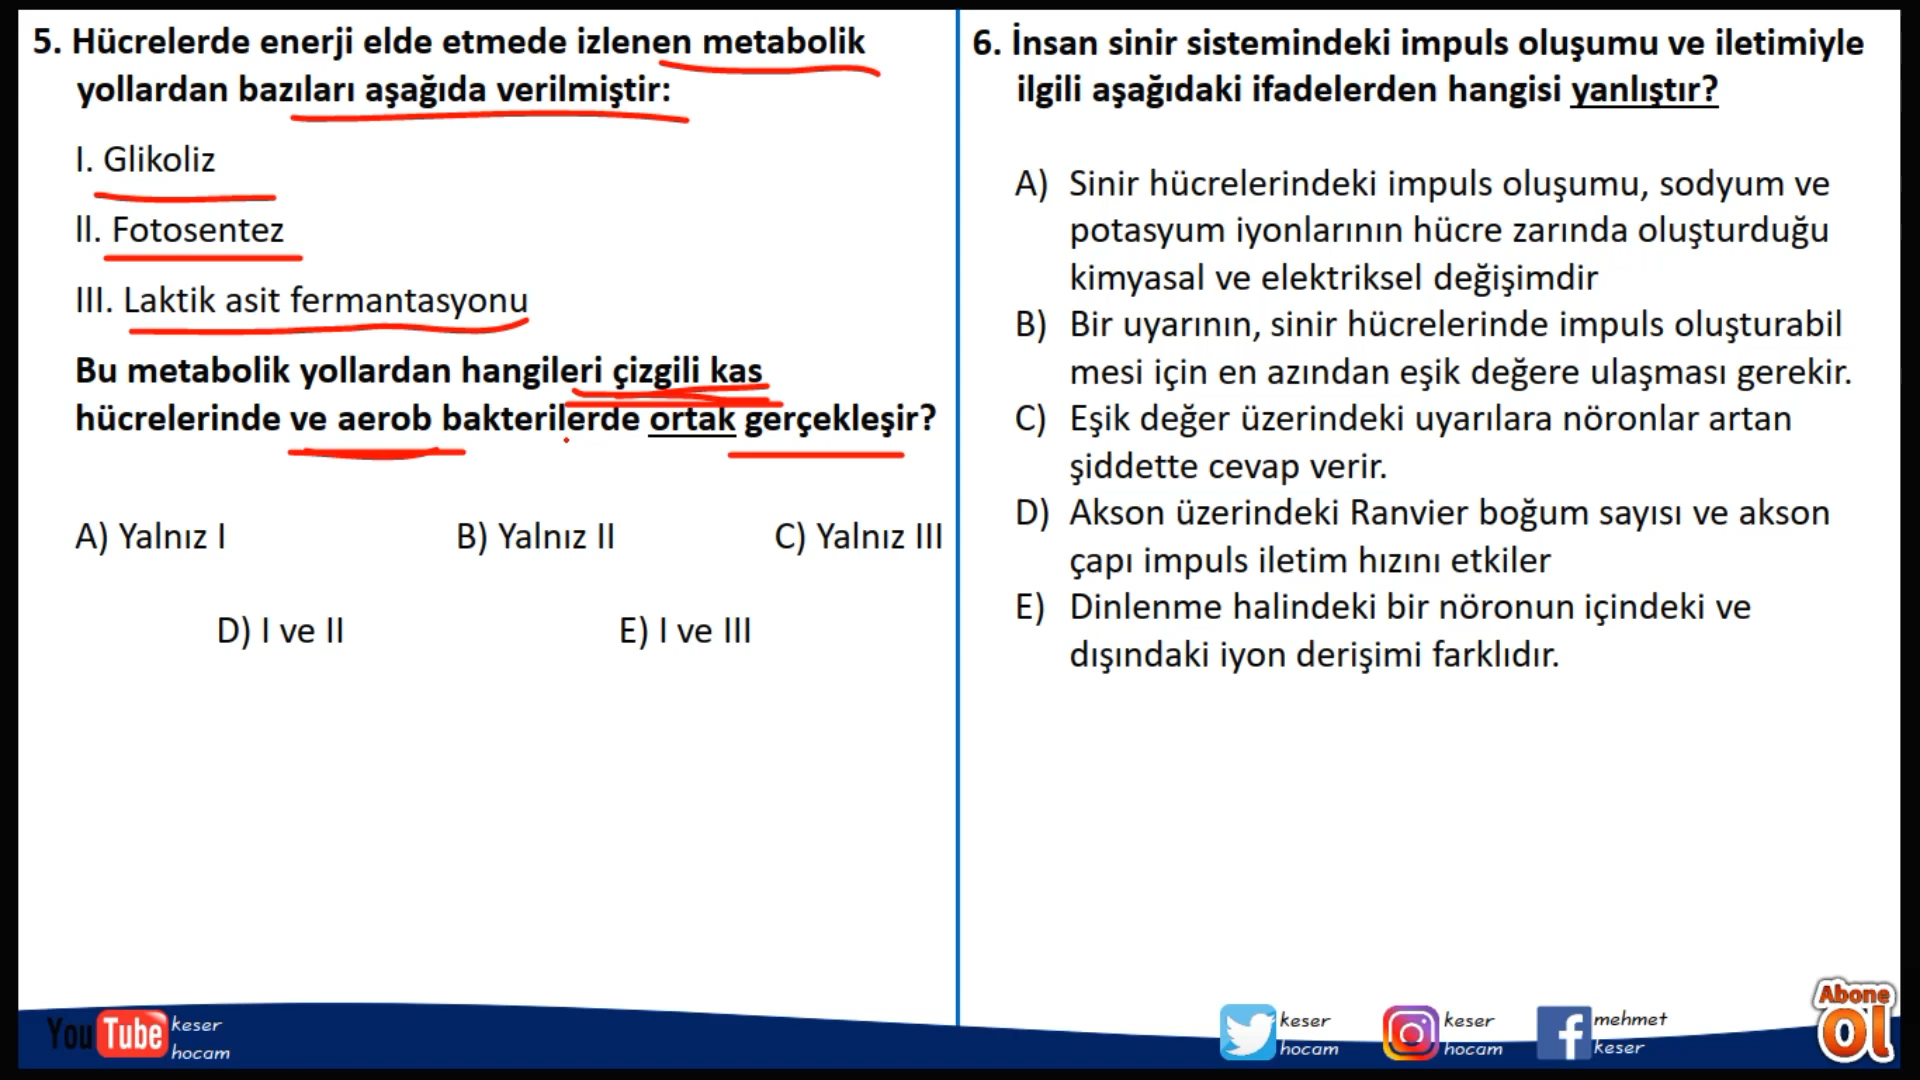 5. Hücrelerde enerji elde etmede izlenen metabolik
yollardan bazıları aşağıda verilmiştir:
I. Glikoliz
II. Fotosentez
III. Laktik asit fermantasyonu
Bu metabolik yollardan hangileri çizgili kas
hücrelerinde ve aerob bakterilerde ortak gerçekleşir?
A) Yalnız I
B) Yalnız II
C) Yalnız III
D) I ve II
E) I ve III
6. İnsan sinir sistemindeki impuls oluşumu ve iletimiyle
ilgili aşağıdaki ifadelerden hangisi yanlıştır?
A) Sinir hücrelerindeki impuls oluşumu, sodyum ve
potasyum iyonlarının hücre zarında oluşturduğu
kimyasal ve elektriksel değişimdir
B) Bir uyarının, sinir hücrelerinde impuls oluşturabil
mesi için en azından eşik değere ulaşması gerekir.
C) Eşik değer üzerindeki uyarılara nöronlar artan
şiddette cevap verir.
D) Akson üzerindeki Ranvier boğum sayısı ve akson
çapı impuls iletim hızını etkiler
E) Dinlenme halindeki bir nöronun içindeki ve
dışındaki iyon derişimi farklıdır.
YouTube keser
hocam
keser
hocam
keser
hocam
mehmet
keser
Abone
Ol